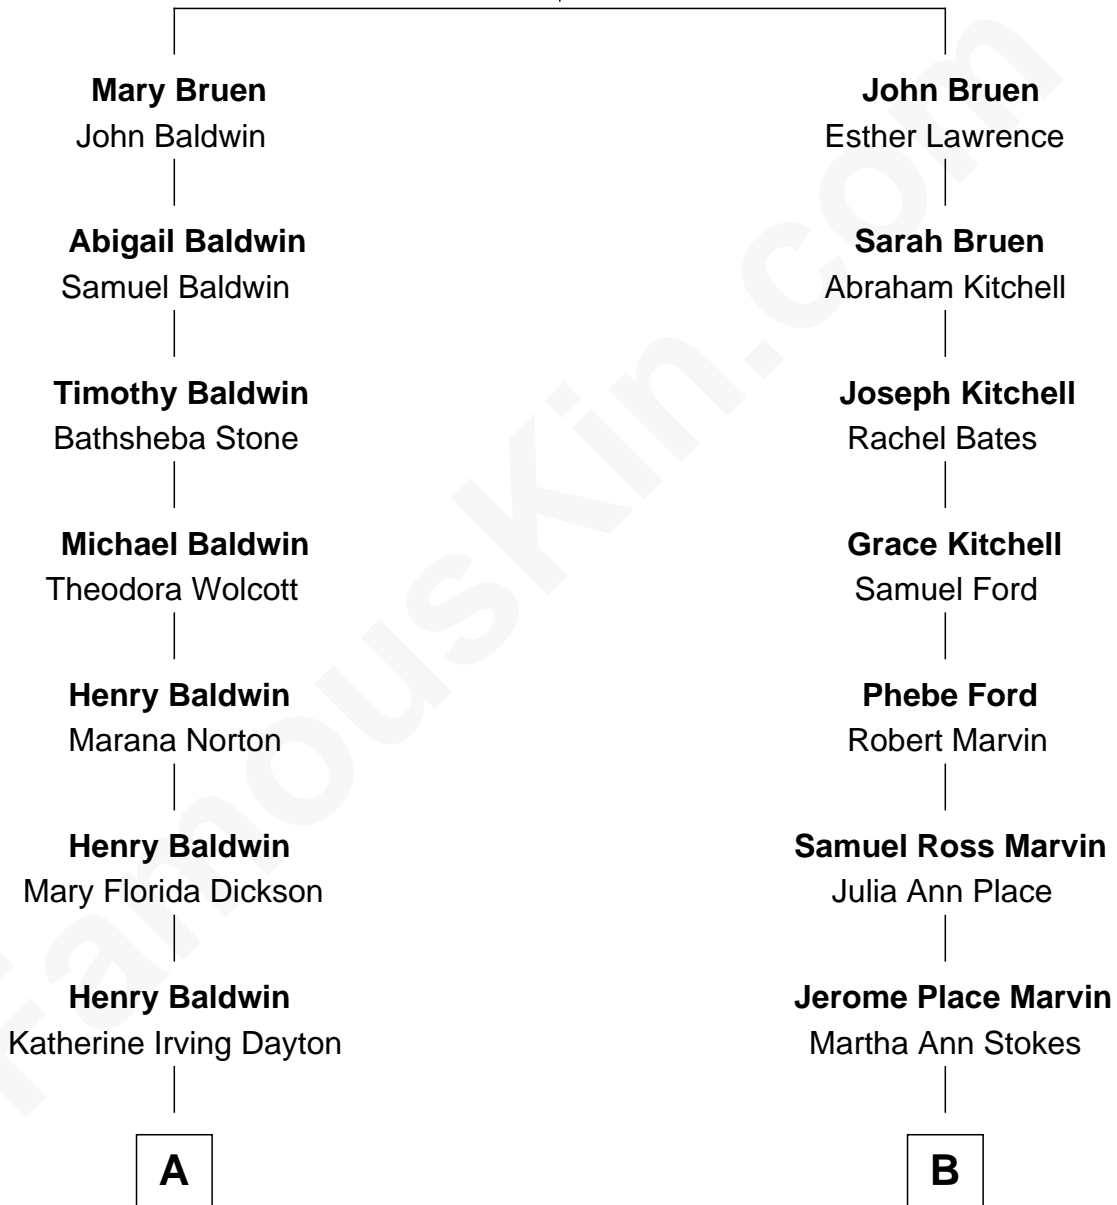 Mary Bruen
John Baldwin
John Bruen
Esther Lawrence
Abigail Baldwin
Samuel Baldwin
Sarah Bruen
Abraham Kitchell
Timothy Baldwin
Bathsheba Stone
Joseph Kitchell
Rachel Bates
Michael Baldwin
Theodora Wolcott
Grace Kitchell
Samuel Ford
Henry Baldwin
Marana Norton
Phebe Ford
Robert Marvin
Henry Baldwin
Mary Florida Dickson
Samuel Ross Marvin
Julia Ann Place
Henry Baldwin
Katherine Irving Dayton
Jerome Place Marvin
Martha Ann Stokes
A
B
FamousKin.com